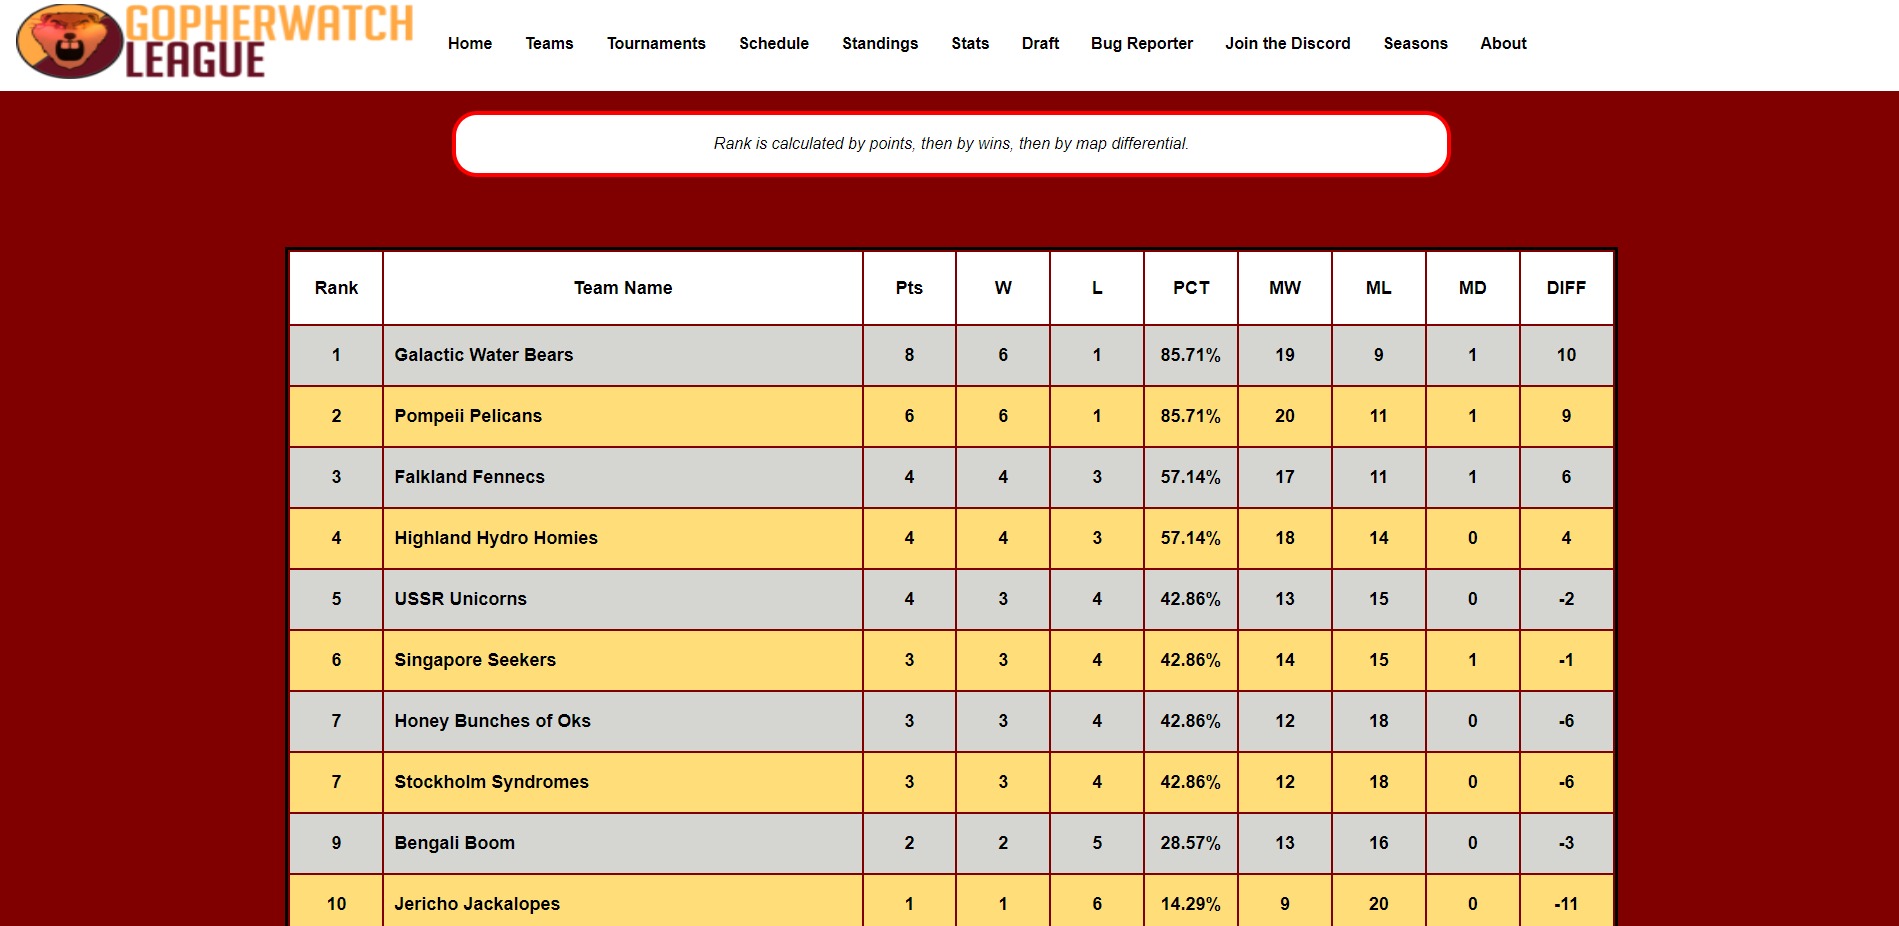 GOPHERWATCH
LEAGUE
Home Teams Tournaments Schedule Standings Stats Draft Bug Reporter Join the Discord Seasons About
Rank is calculated by points, then by wins, then by map differential.
Rank Team Name Pts W L PCT MW ML MD DIFF
1 Galactic Water Bears 8 6 1 85.71% 19 9 1 10
2 Pompeii Pelicans 6 6 1 85.71% 20 11 1 9
3 Falkland Fennecs 4 4 3 57.14% 17 11 1 6
4 Highland Hydro Homies 4 4 3 57.14% 18 14 0 4
5 USSR Unicorns 4 3 4 42.86% 13 15 0 -2
6 Singapore Seekers 3 3 4 42.86% 14 15 1 -1
7 Honey Bunches of Oks 3 3 4 42.86% 12 18 0 -6
7 Stockholm Syndromes 3 3 4 42.86% 12 18 0 -6
9 Bengali Boom 2 2 5 28.57% 13 16 0 -3
10 Jericho Jackalopes 1 1 6 14.29% 9 20 0 -11